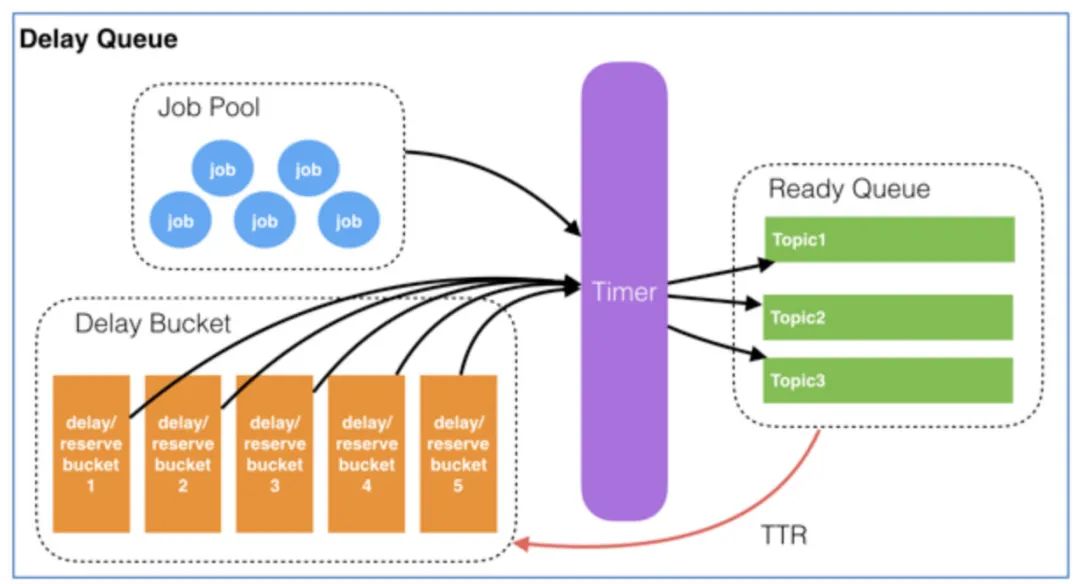 Delay Queue
Job Pool
job
job
job
job
job
Timer
Ready Queue
Topic1
Topic2
Topic3
Delay Bucket
delay/
reserve
bucket
1
delay/
reserve
bucket
2
delay/
reserve
bucket
3
delay/
reserve
bucket
4
delay/
reserve
bucket
5
TTR